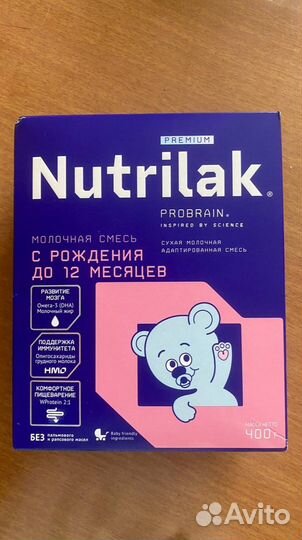 PREMIUM
Nutrilak®
PROBRAIN®
INSPIRED BY SCIENCE
МОЛОЧНАЯ СМЕСЬ
СУХАЯ МОЛОЧНАЯ
АДАПТИРОВАННАЯ СМЕСЬ
С РОЖДЕНИЯ
ДО 12 МЕСЯЦЕВ
РАЗВИТИЕ
МОЗГА
Омега-3 (DHA)
Молочный жир
ПОДДЕРЖКА
ИММУНИТЕТА
Олигосахариды
грудного молока
HMO
КОМФОРТНОЕ
ПИЩЕВАРЕНИЕ
WProtein 2:1
БЕЗ пальмового
и рапсового масел
Baby friendly
ingredients
МАССА НЕТТО
400 г
Avito